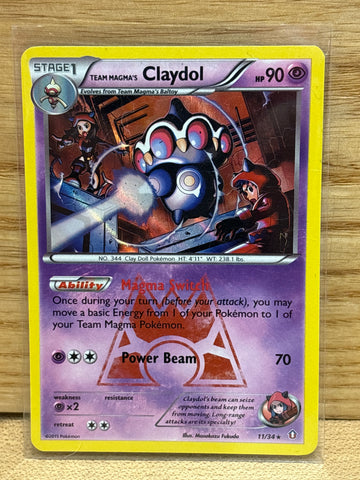 STAGE1
TEAM MAGMA'S Claydol
HP 90
Evolves from Team Magma's Baltoy
NO. 344 Clay Doll Pokémon HT: 4'11" WT: 238.1 lbs.
Ability Magma Switch
Once during your turn (before your attack), you may
move a basic Energy from 1 of your Pokémon to 1 of
your Team Magma Pokémon.
Power Beam 70
weakness resistance
×2
retreat
Claydol's beam can seize
opponents and keep them
from moving. Long-range
attacks are its specialty!
©2015 Pokémon
Illus. Masakazu Fukuda
11/34 ★